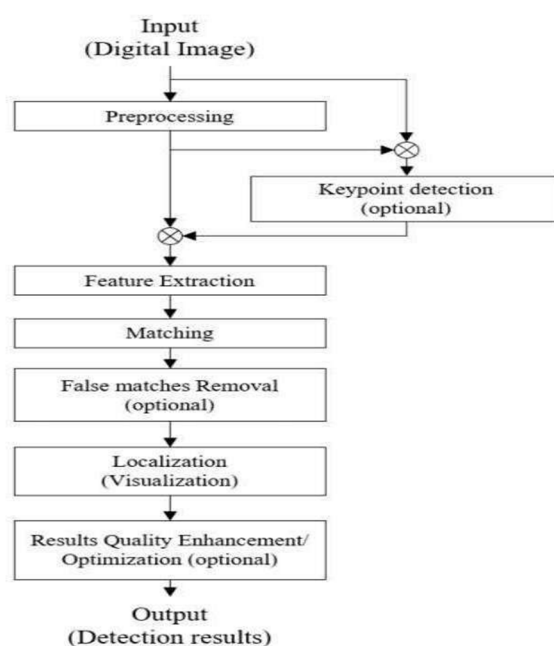 Input
(Digital Image)
Preprocessing
Keypoint detection
(optional)
Feature Extraction
Matching
False matches Removal
(optional)
Localization
(Visualization)
Results Quality Enhancement/
Optimization (optional)
Output
(Detection results)